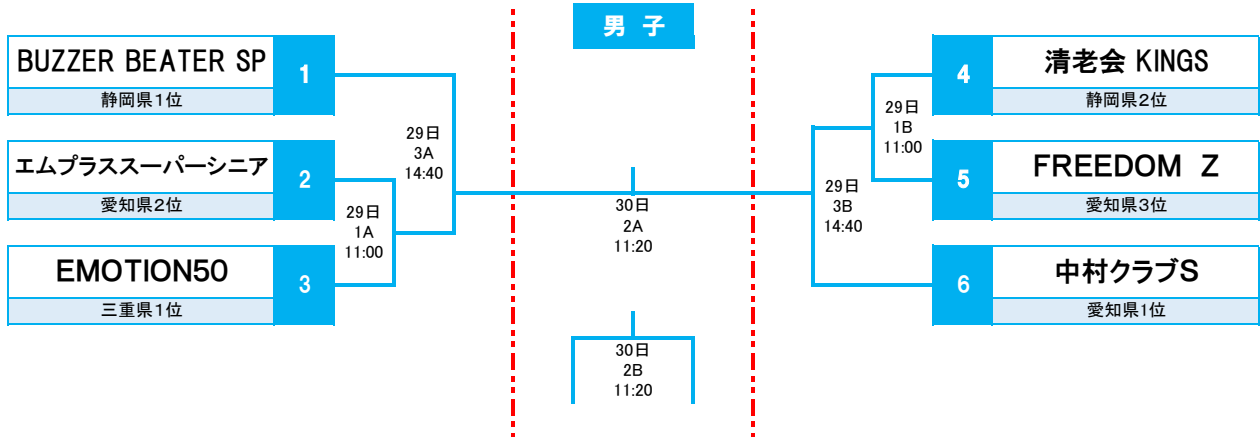 男 子
BUZZER BEATER SP
静岡県1位
1
エムプラススーパーシニア
愛知県2位
2
EMOTION50
三重県1位
3
29日
3A
14:40
29日
1A
11:00
30日
2A
11:20
30日
2B
11:20
29日
1B
11:00
29日
3B
14:40
4
清老会 KINGS
静岡県2位
5
FREEDOM Z
愛知県3位
6
中村クラブS
愛知県1位